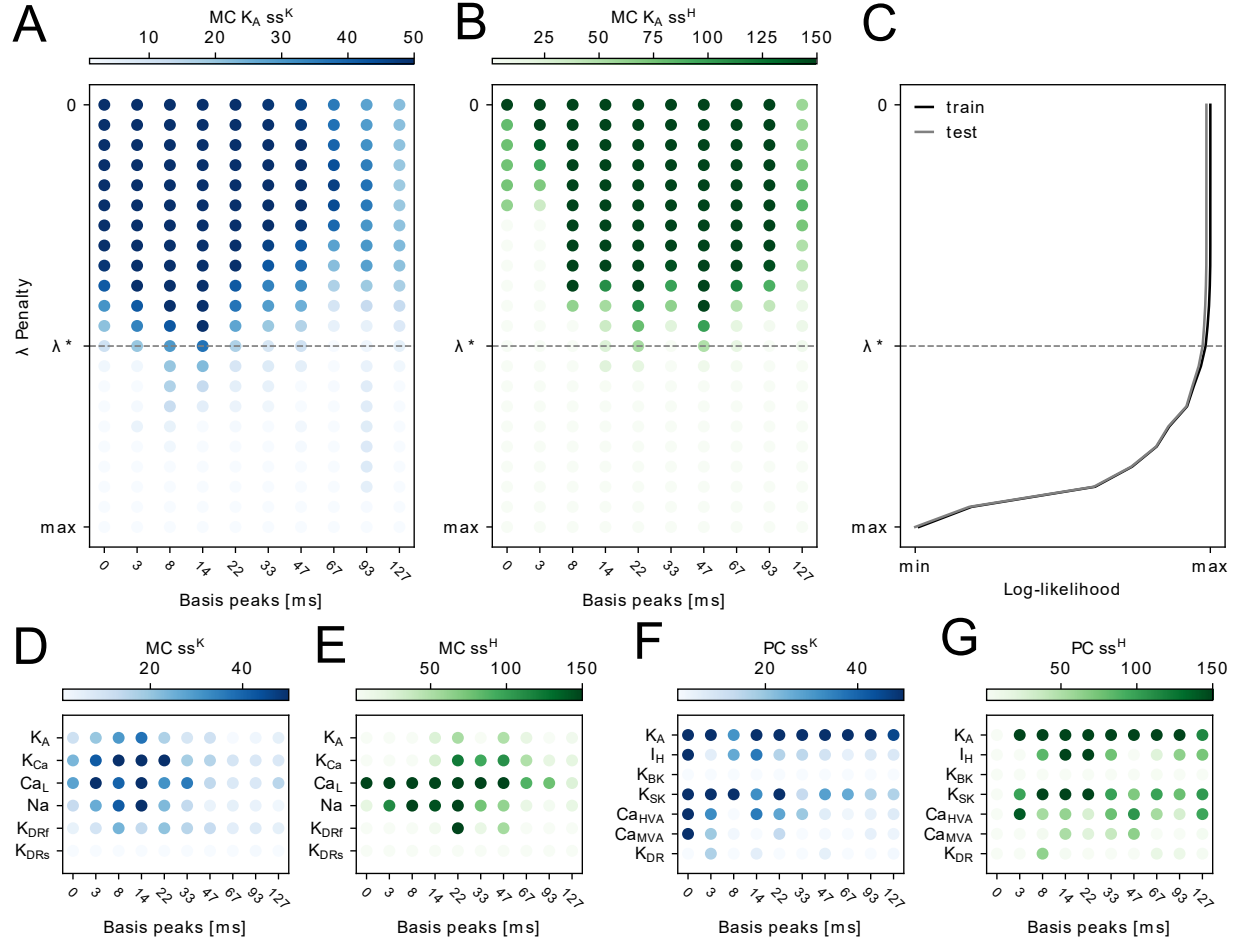 A
MC K_A ss^K
10 20 30 40 50
0
λ Penalty
λ *
max
0 3 8 14 22 33 47 67 93 127
Basis peaks [ms]
B
MC K_A ss^H
25 50 75 100 125 150
0
λ *
max
0 3 8 14 22 33 47 67 93 127
Basis peaks [ms]
C
0
train
test
λ *
max
min max
Log-likelihood
D
MC ss^K
20 40
K_A
K_Ca
Ca_L
Na
K_DRf
K_DRs
0 3 8 14 22 33 47 67 93 127
Basis peaks [ms]
E
MC ss^H
50 100 150
K_A
K_Ca
Ca_L
Na
K_DRf
K_DRs
0 3 8 14 22 33 47 67 93 127
Basis peaks [ms]
F
PC ss^K
20 40
K_A
I_H
K_BK
K_SK
Ca_HVA
Ca_MVA
K_DR
0 3 8 14 22 33 47 67 93 127
Basis peaks [ms]
G
PC ss^H
50 100 150
K_A
I_H
K_BK
K_SK
Ca_HVA
Ca_MVA
K_DR
0 3 8 14 22 33 47 67 93 127
Basis peaks [ms]